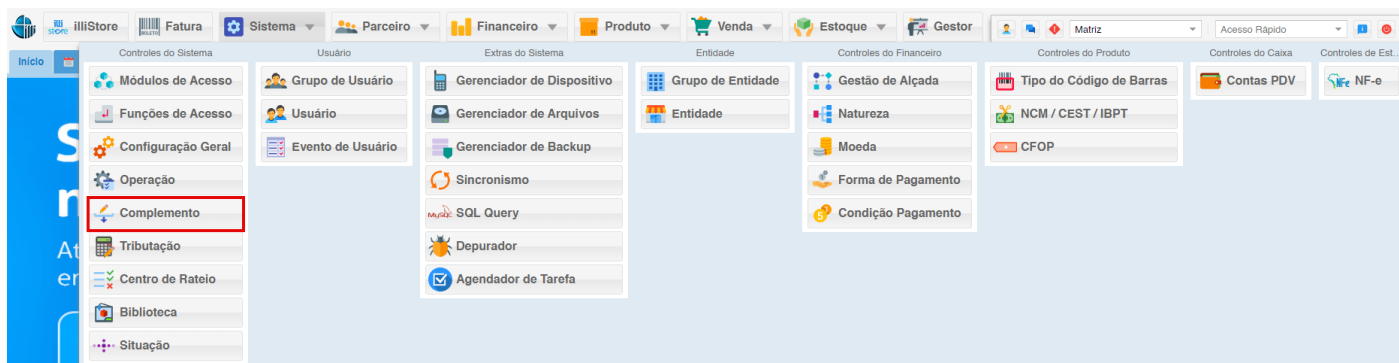 illi store illiStore BOLETO Fatura Sistema Parceiro Financeiro Produto Venda Estoque Gestor Matriz Acesso Rápido
Início Controles do Sistema Usuário Extras do Sistema Entidade Controles do Financeiro Controles do Produto Controles do Caixa Controles de Est...
Módulos de Acesso Grupo de Usuário Gerenciador de Dispositivo Grupo de Entidade Gestão de Alçada Tipo do Código de Barras Contas PDV NFe NF-e
Funções de Acesso Usuário Gerenciador de Arquivos Entidade Natureza NCM / CEST / IBPT
Configuração Geral Evento de Usuário Gerenciador de Backup Moeda CFOP
Operação Sincronismo Forma de Pagamento
Complemento MySQL SQL Query Condição Pagamento
Tributação Depurador
Centro de Rateio Agendador de Tarefa
Biblioteca
Situação